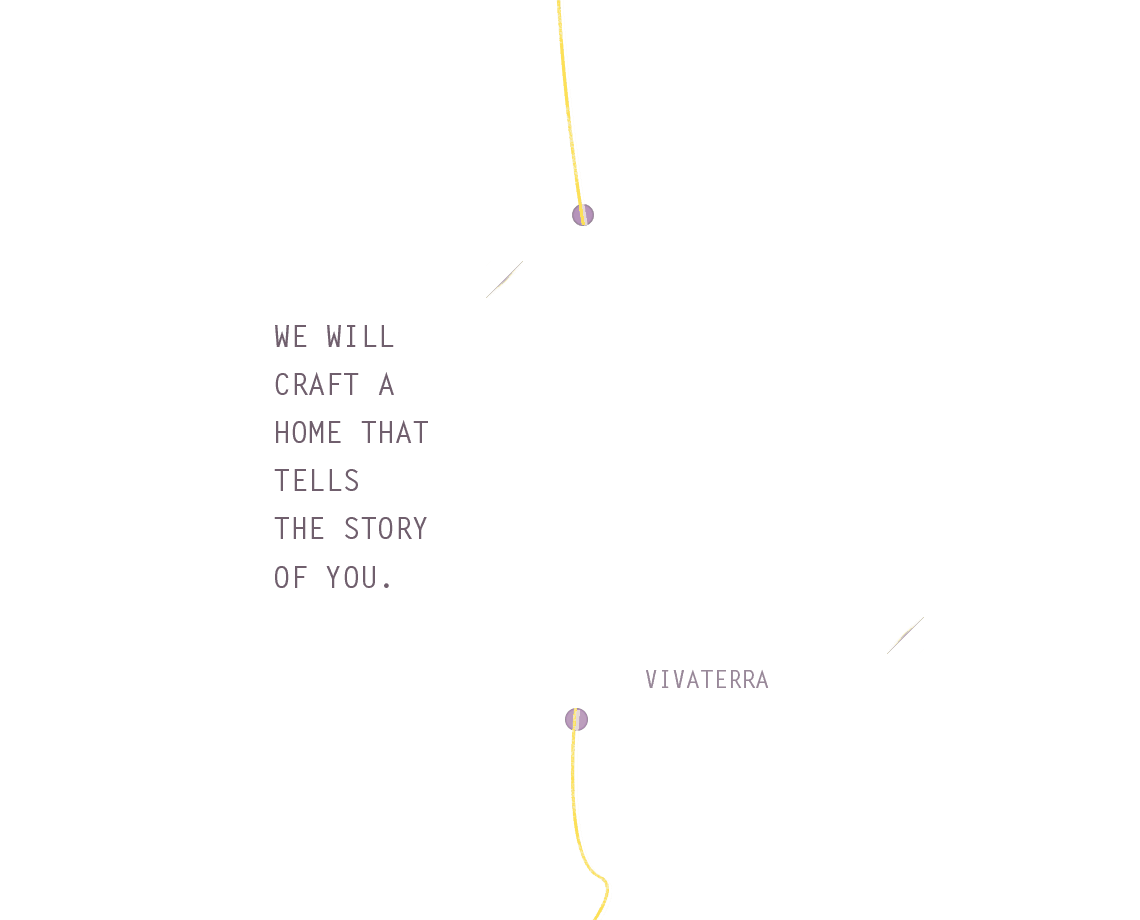 WE WILL
CRAFT A
HOME THAT
TELLS
THE STORY
OF YOU.
VIVATERRA